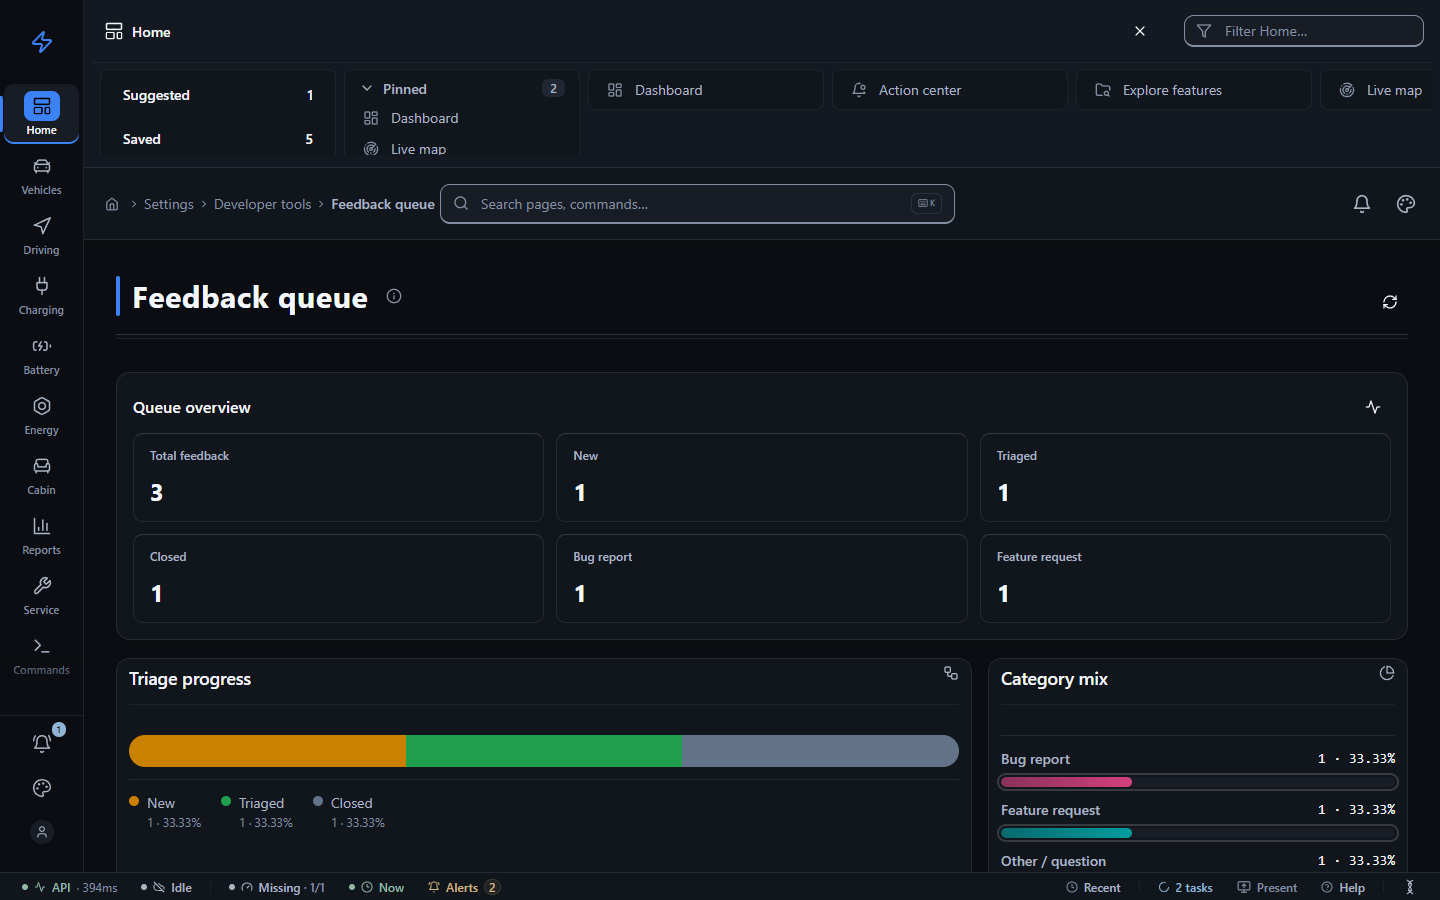 Home
Filter Home...
Home
Vehicles
Driving
Charging
Battery
Energy
Cabin
Reports
Service
Commands
1
Suggested 1
Saved 5
Pinned 2
Dashboard
Live map
Dashboard
Action center
Explore features
Live map
Settings > Developer tools > Feedback queue
Search pages, commands...
K
Feedback queue
Queue overview
Total feedback
3
New
1
Triaged
1
Closed
1
Bug report
1
Feature request
1
Triage progress
New
1 · 33.33%
Triaged
1 · 33.33%
Closed
1 · 33.33%
Category mix
Bug report 1 · 33.33%
Feature request 1 · 33.33%
Other / question 1 · 33.33%
API · 394ms
Idle
Missing · 1/1
Now
Alerts 2
Recent
2 tasks
Present
Help